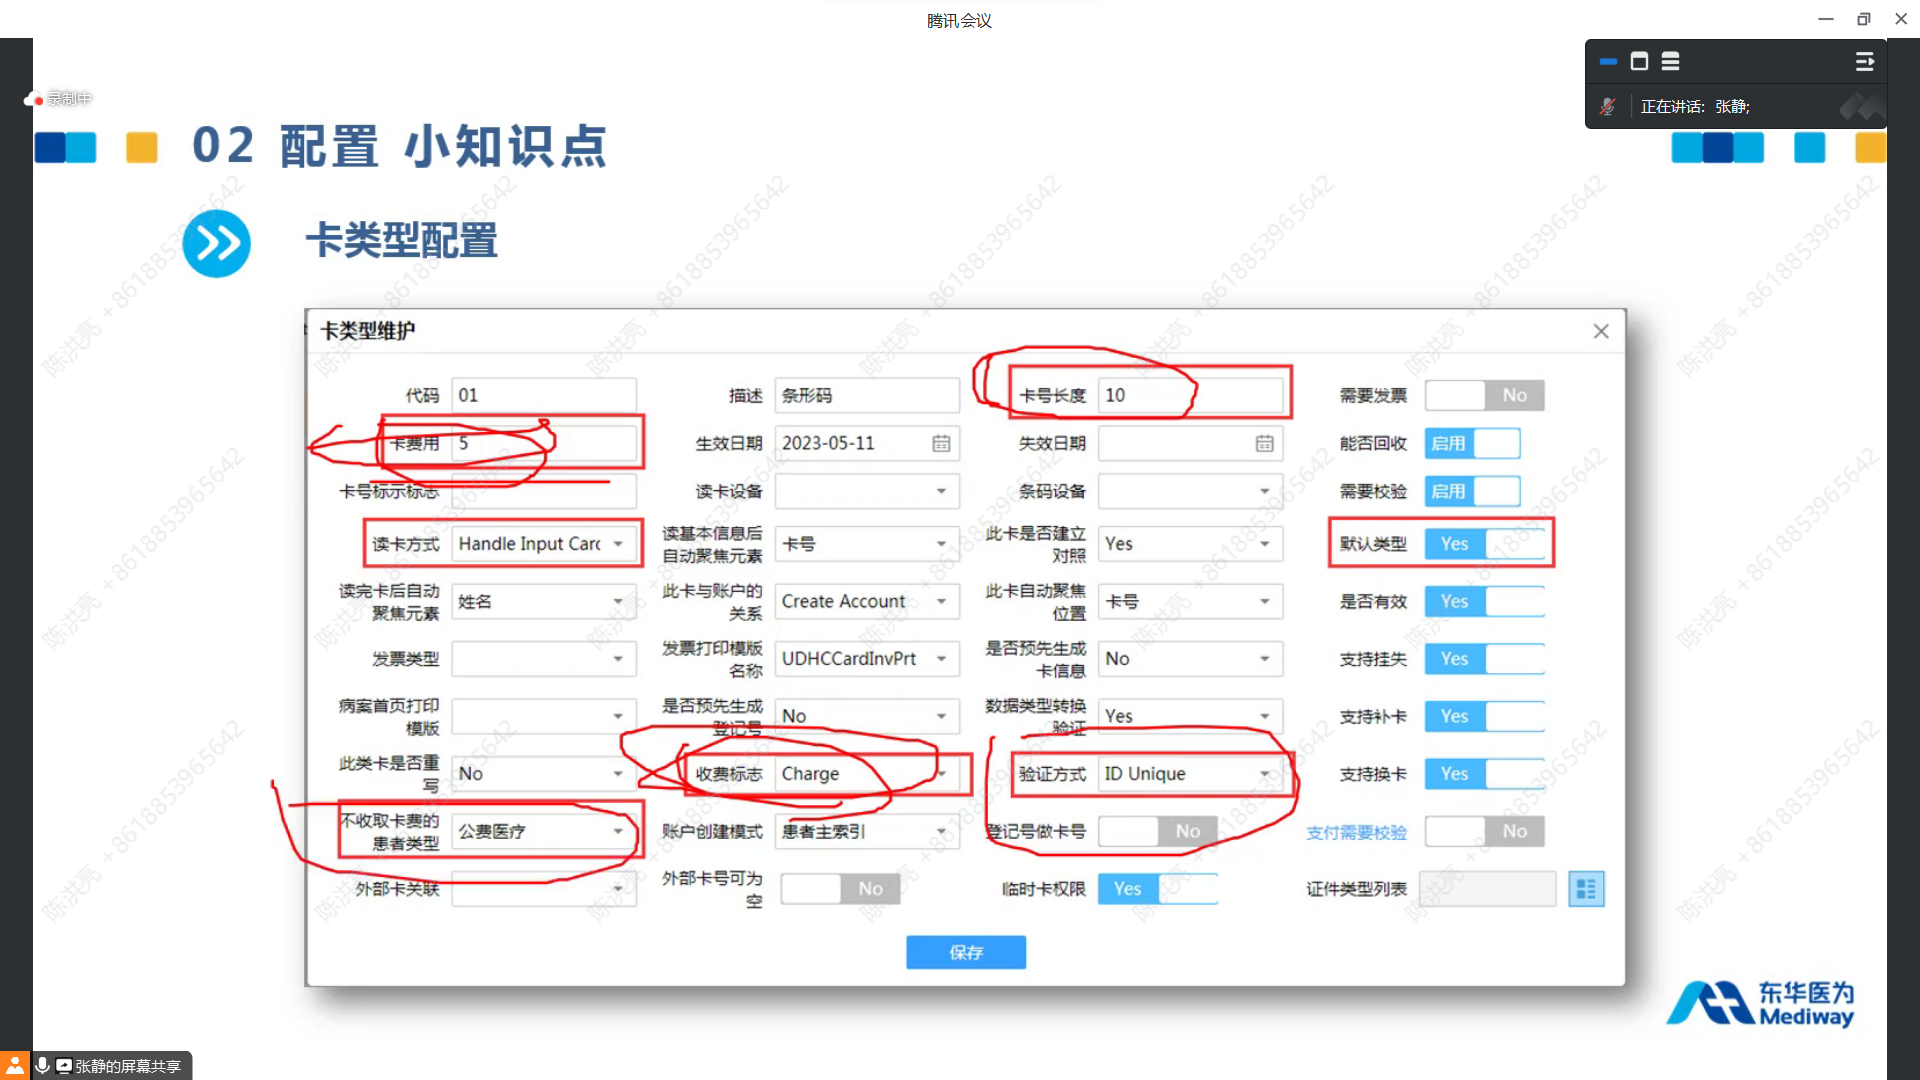 腾讯会议
录制中
正在讲话: 张静;
02 配置 小知识点
卡类型配置
卡类型维护
代码 01 描述 条形码 卡号长度 10 需要发票 No
卡费用 5 生效日期 2023-05-11 失效日期 能否回收 启用
卡号标示标志 读卡设备 条码设备 需要校验 启用
读卡方式 Handle Input Carc 读基本信息后自动聚焦元素 卡号 此卡是否建立对照 Yes 默认类型 Yes
读完卡后自动聚焦元素 姓名 此卡与账户的关系 Create Account 此卡自动聚焦位置 卡号 是否有效 Yes
发票类型 发票打印模版名称 UDHCCardInvPrt 是否预先生成卡信息 No 支持挂失 Yes
病案首页打印模版 是否预先生成登记号 No 数据类型转换验证 Yes 支持补卡 Yes
此类卡是否重写 No 收费标志 Charge 验证方式 ID Unique 支持换卡 Yes
不收取卡费的患者类型 公费医疗 账户创建模式 患者主索引 登记号做卡号 No 支付需要校验 No
外部卡关联 外部卡号可为空 No 临时卡权限 Yes 证件类型列表
保存
东华医为
Mediway
张静的屏幕共享
陈洪亮 +8618853965642